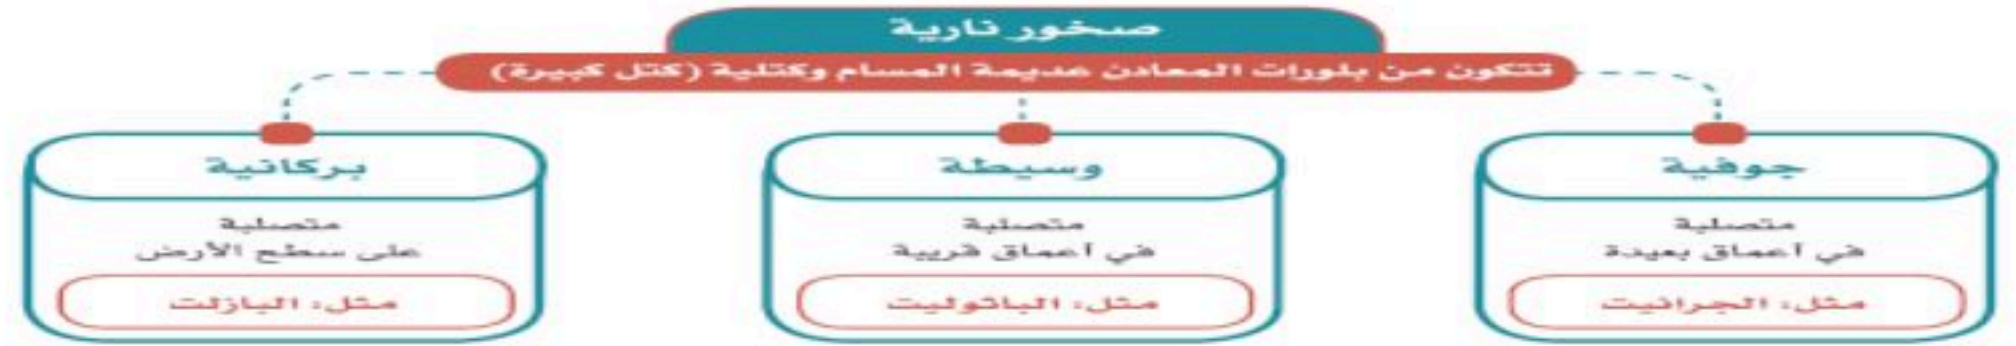 صخور نارية
تتكون من بلورات المعادن عديمة المسام وكتلية (كتل كبيرة)
جوفية
متصلبة
في أعماق بعيدة
مثل: الجرانيت
وسيطة
متصلبة
في أعماق قريبة
مثل: الباثوليت
بركانية
متصلبة
على سطح الأرض
مثل: البازلت